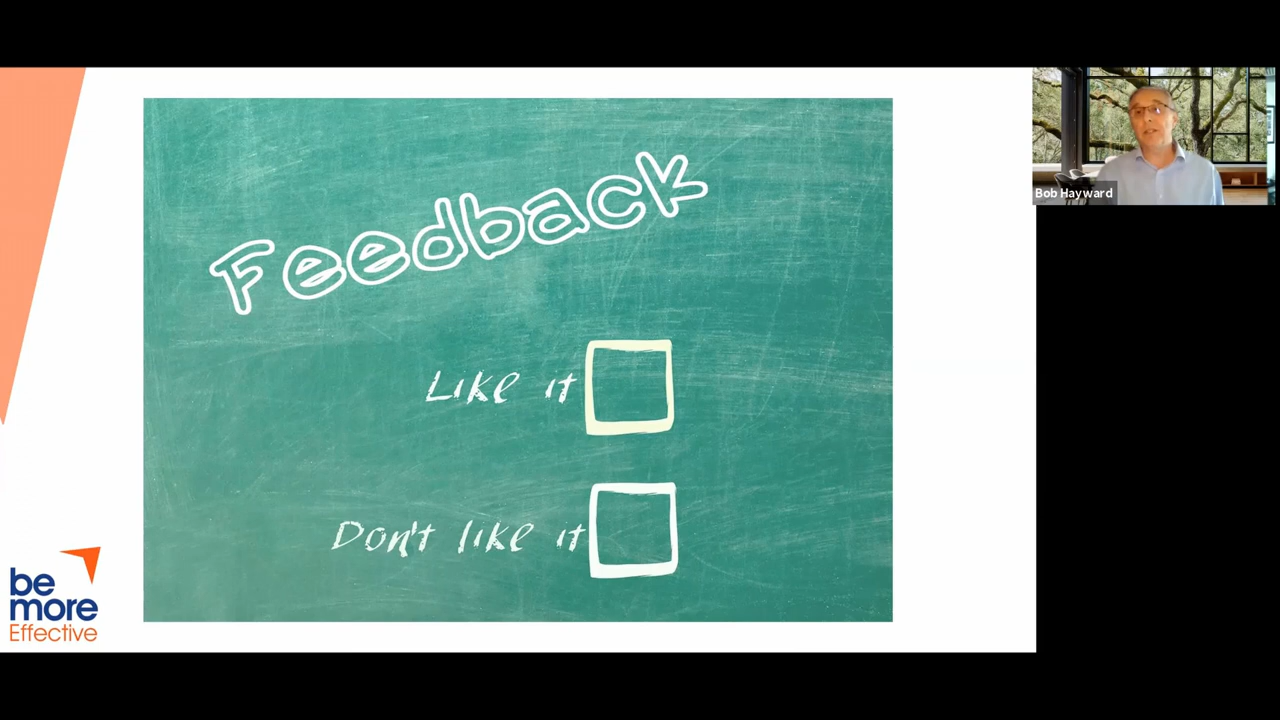 Feedback
Like it
Don't like it
be
more
Effective
Bob Hayward